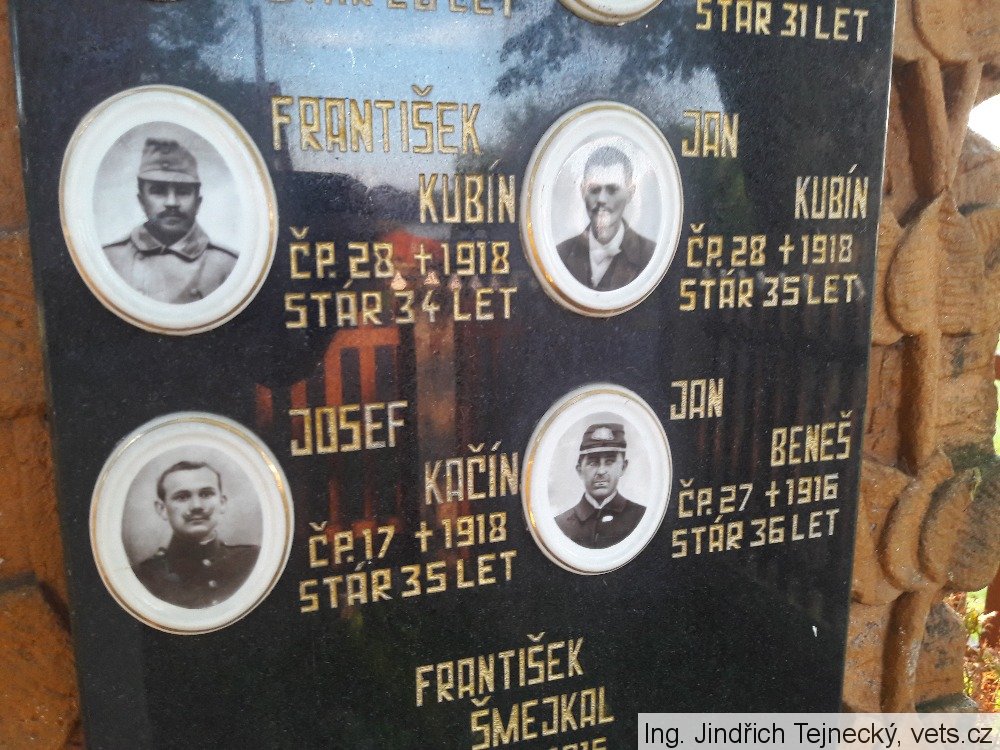 STÁR 31 LET
FRANTIŠEK
KUBÍN
ČP. 28 + 1918
STÁR 34 LET
JAN
KUBÍN
ČP. 28 + 1918
STÁR 35 LET
JOSEF
KAČÍN
ČP. 17 + 1918
STÁR 35 LET
JAN
BENEŠ
ČP. 27 + 1916
STÁR 36 LET
FRANTIŠEK
ŠMEJKAL
Ing. Jindřich Tejnecký, vets.cz